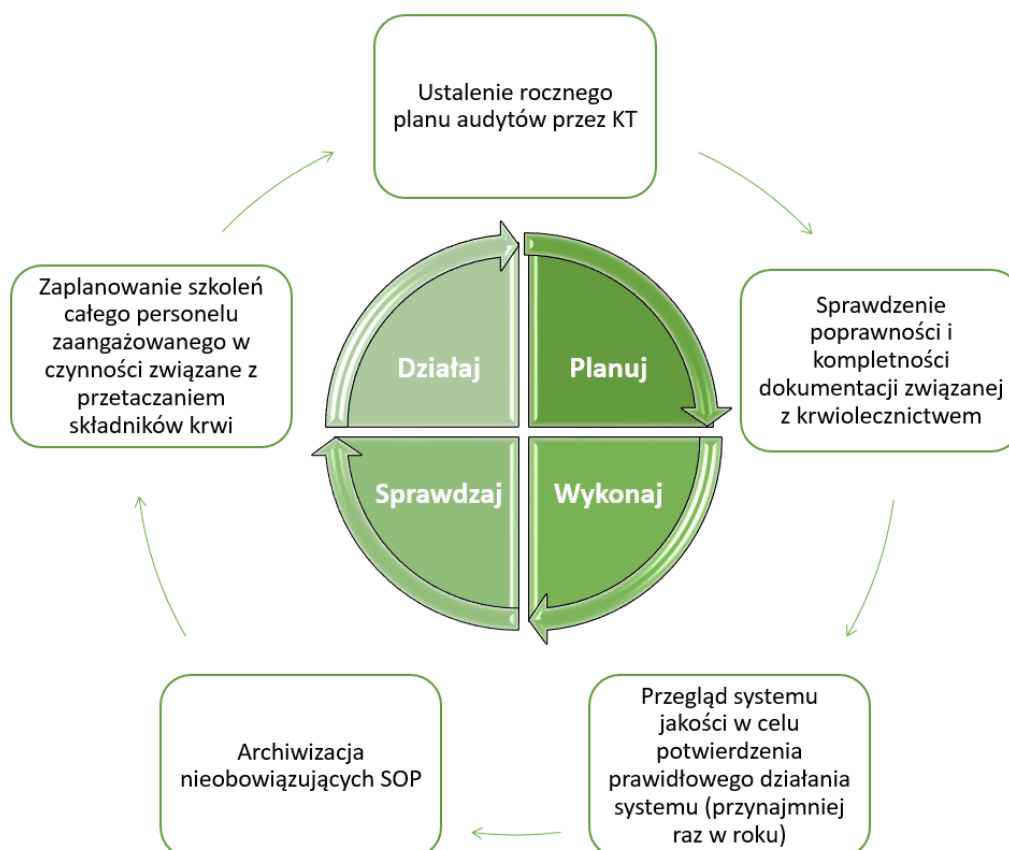 Ustalenie rocznego
planu audytów przez KT
Zaplanowanie szkoleń
całego personelu
zaangażowanego w
czynności związane z
przetaczaniem
składników krwi
Działaj
Planuj
Sprawdzenie
poprawności i
kompletności
dokumentacji związanej
z krwiolecznictwem
Sprawdzaj
Wykonaj
Archiwizacja
nieobowiązujących SOP
Przegląd systemu
jakości w celu
potwierdzenia
prawidłowego działania
systemu (przynajmniej
raz w roku)